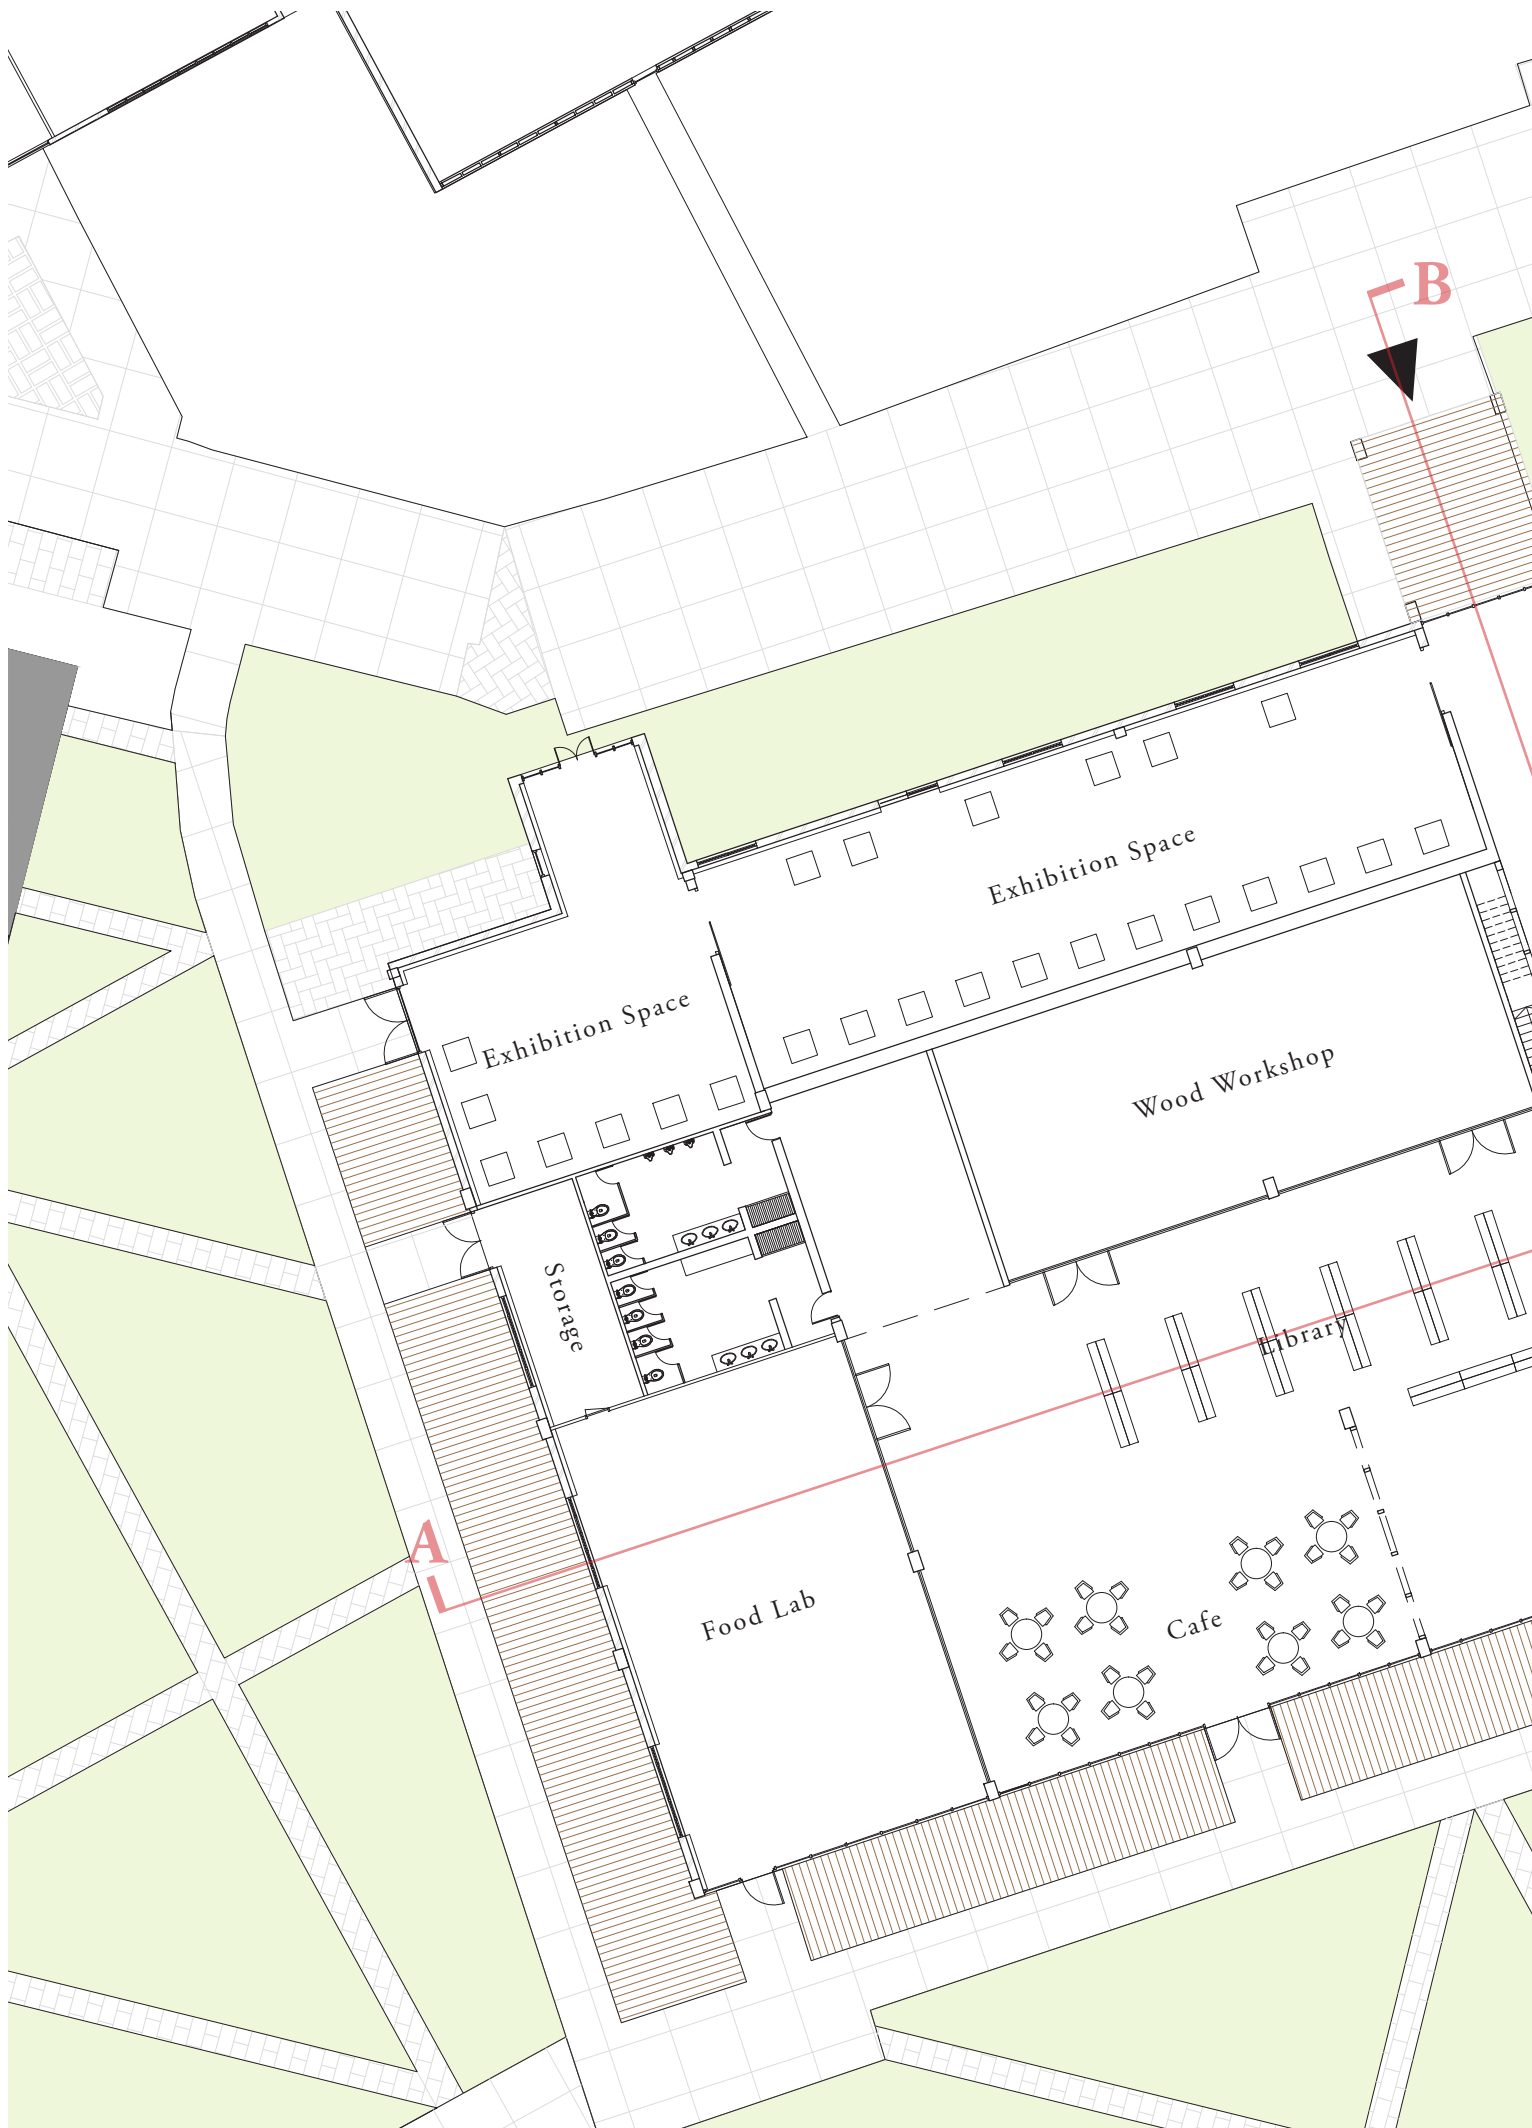 B
Exhibition Space
Exhibition Space
Wood Workshop
Storage
Library
A
Food Lab
Cafe